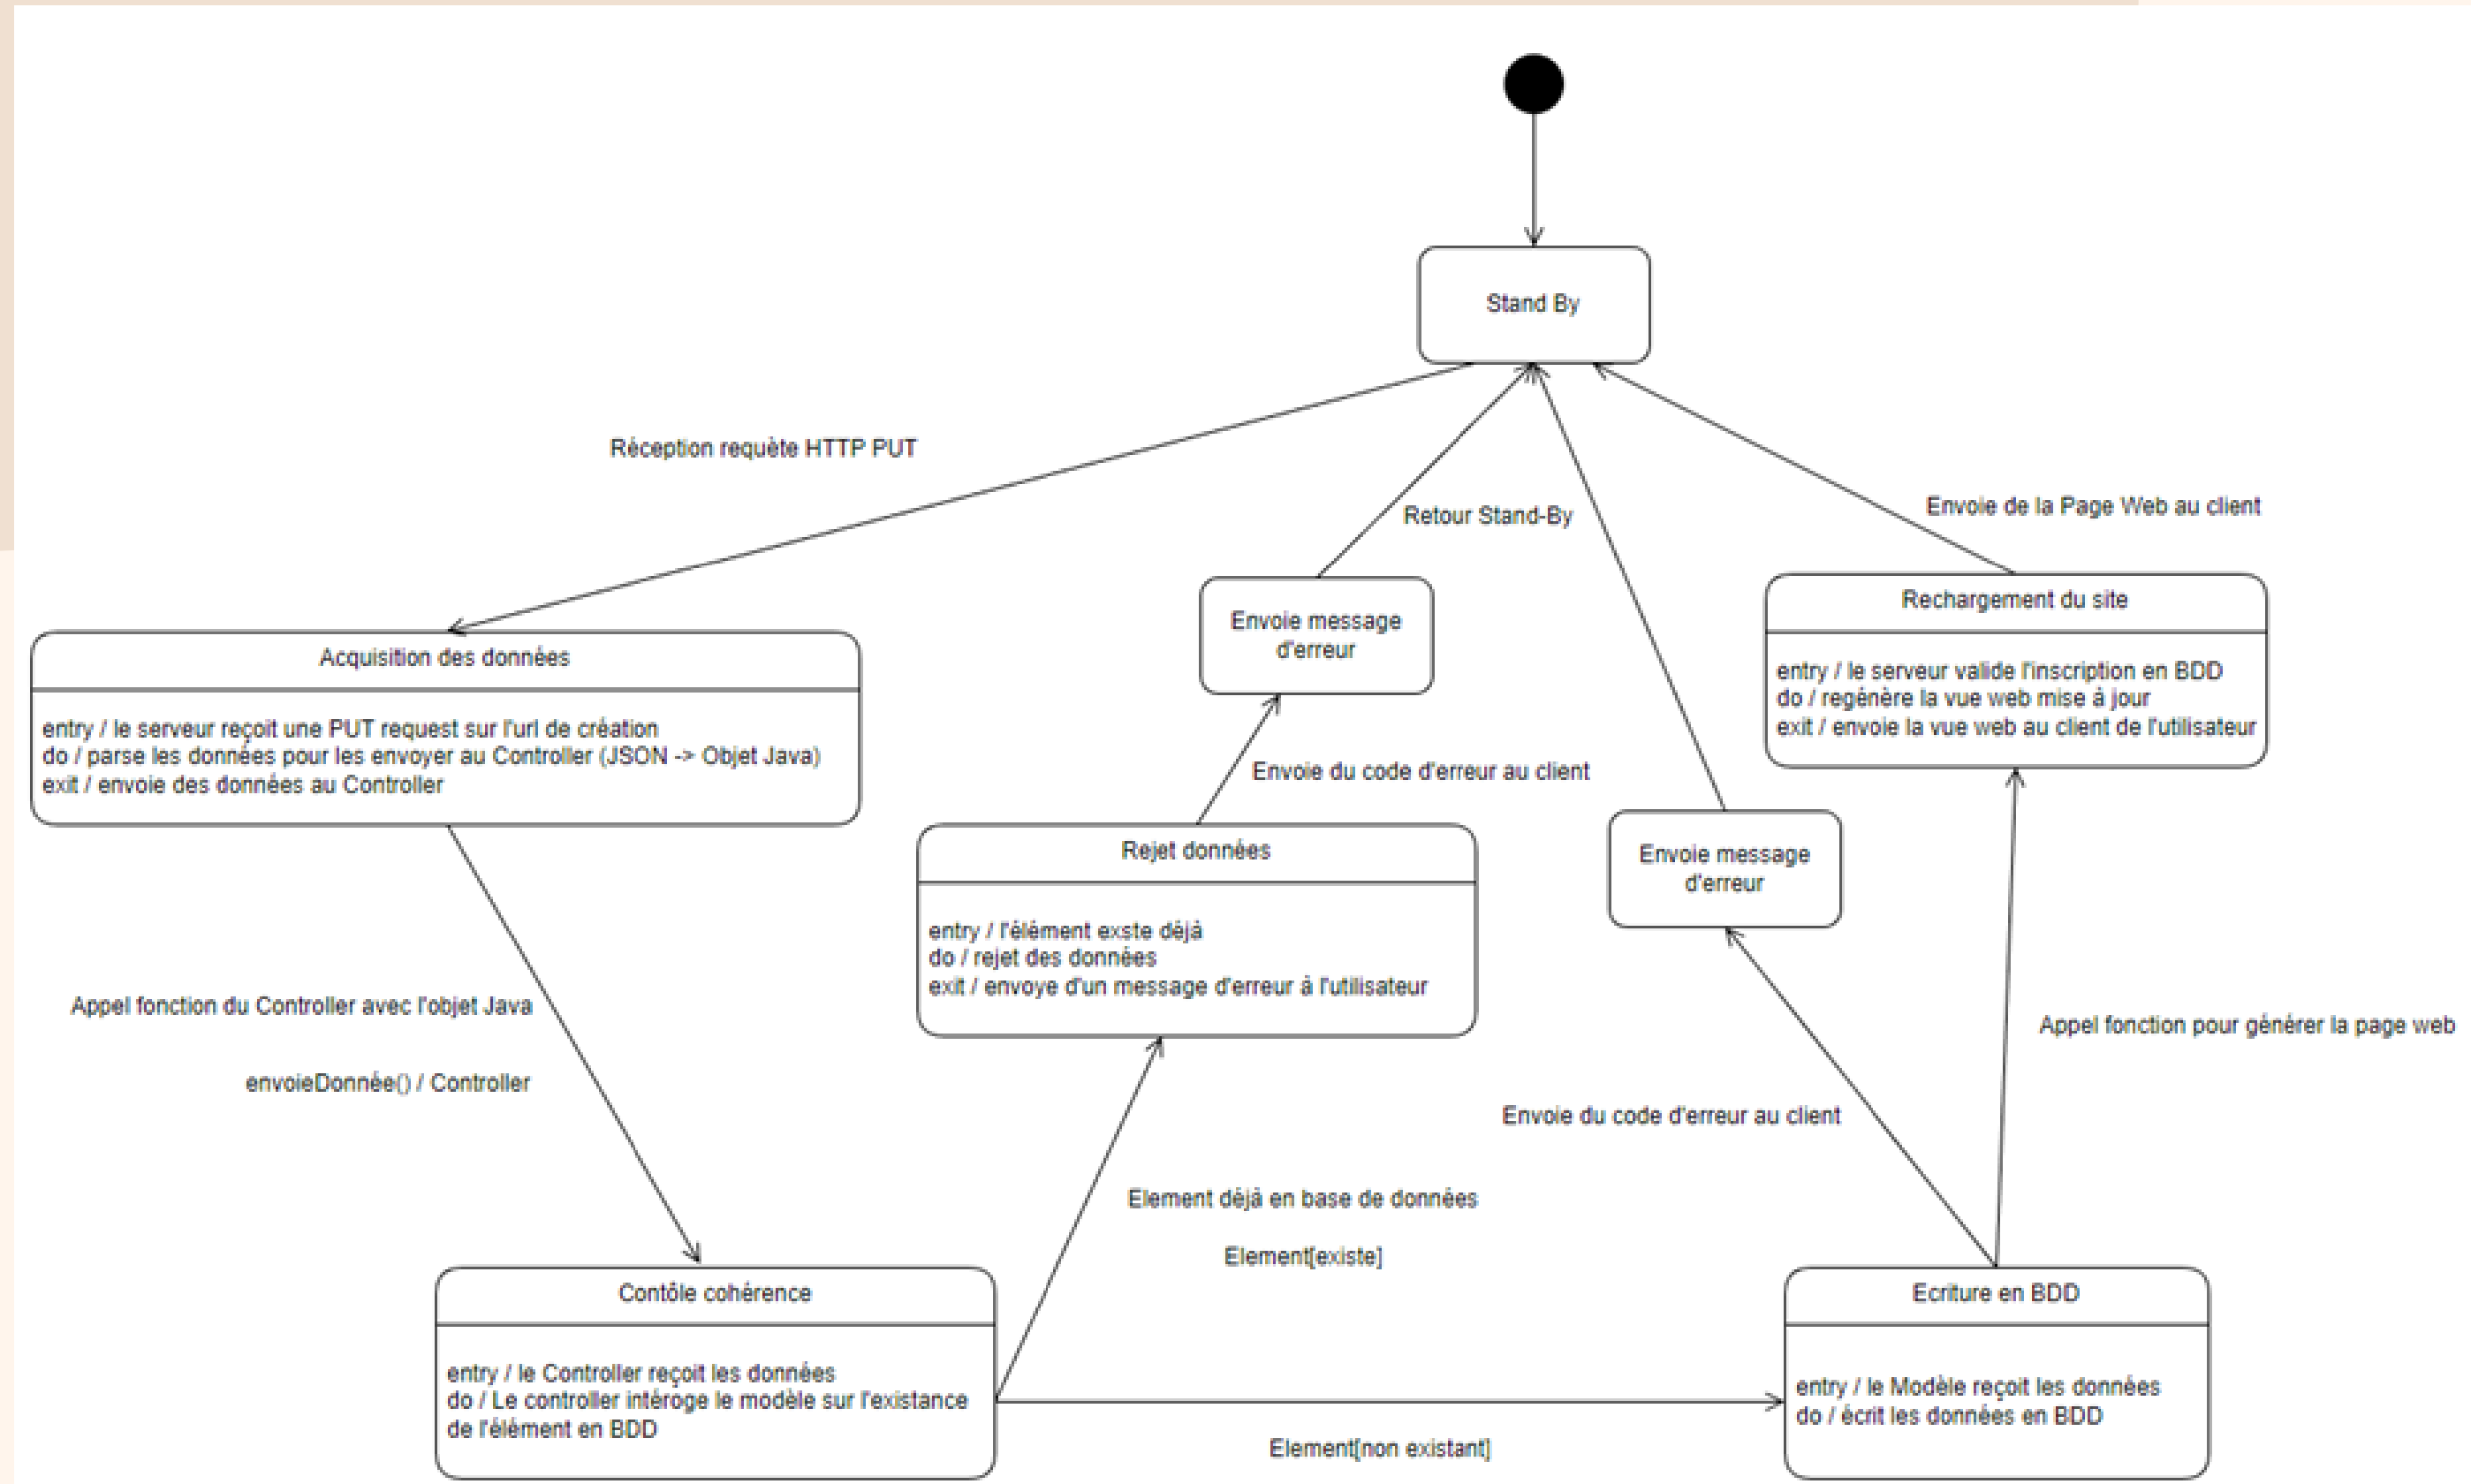 Stand By
Réception requète HTTP PUT
Retour Stand-By
Envoie de la Page Web au client
Acquisition des données
entry / le serveur reçoit une PUT request sur l'url de création
do / parse les données pour les envoyer au Controller (JSON -> Objet Java)
exit / envoie des données au Controller
Envoie message
d'erreur
Rechargement du site
entry / le serveur valide l'inscription en BDD
do / regénère la vue web mise à jour
exit / envoie la vue web au client de l'utilisateur
Envoie du code d'erreur au client
Rejet données
entry / l'élément exste déjà
do / rejet des données
exit / envoye d'un message d'erreur à l'utilisateur
Envoie message
d'erreur
Appel fonction du Controller avec l'objet Java
envoieDonnée() / Controller
Appel fonction pour générer la page web
Envoie du code d'erreur au client
Element déjà en base de données
Element[existe]
Contôle cohérence
entry / le Controller reçoit les données
do / Le controller intéroge le modèle sur l'existance
de l'élément en BDD
Element[non existant]
Ecriture en BDD
entry / le Modèle reçoit les données
do / écrit les données en BDD